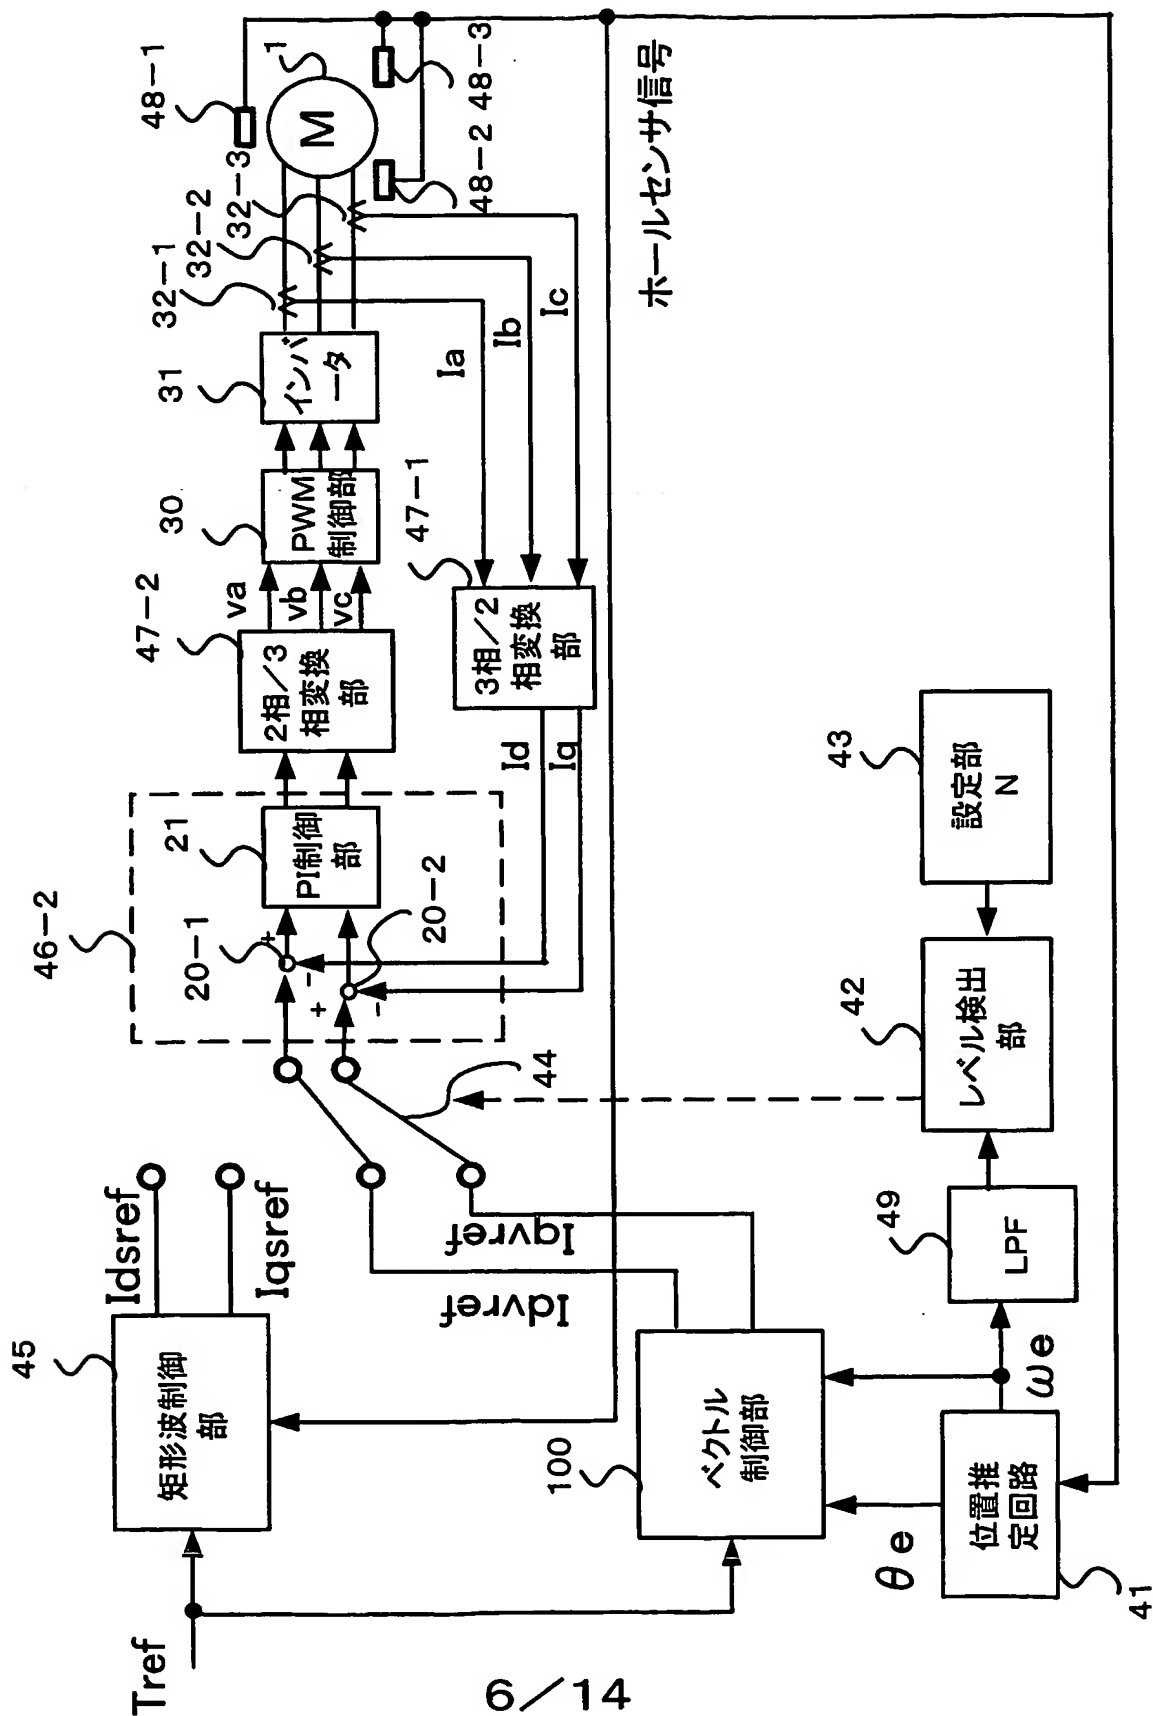 Tref
45
矩形波制御
部
Idsref
Iqsref
46-2
20-1
+
-
+
-
20-2
21
PI制御
部
47-2
2相/3
相変換
部
va
vb
vc
30
PWM
制御部
31
インバ
ータ
32-1
32-2
32-3
48-1
1
M
48-2
48-3
Ia
Ib
Ic
47-1
3相/2
相変換
部
Id
Iq
ホールセンサ信号
44
Iqvref
Idvref
100
ベクトル
制御部
θe
ωe
位置推
定回路
41
49
LPF
42
レベル検出
部
43
設定部
N
6/14